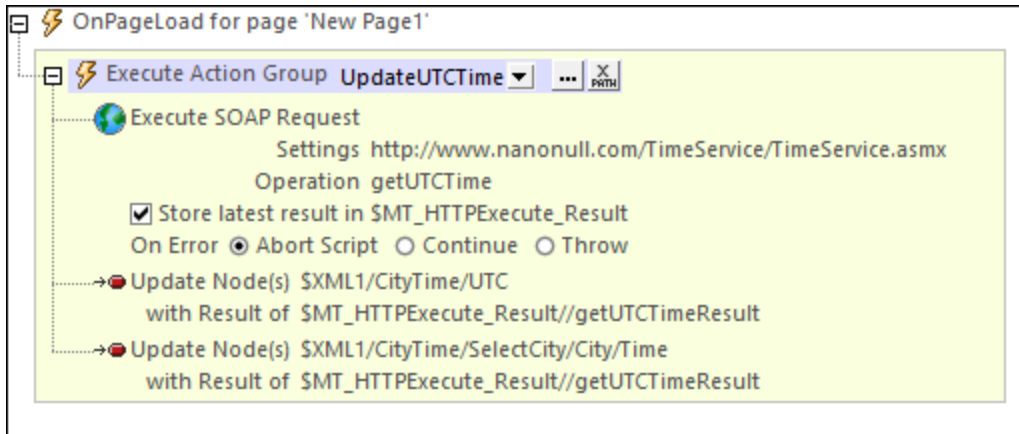 OnPageLoad for page 'New Page1'
Execute Action Group UpdateUTCTime ... X PATH
Execute SOAP Request
Settings http://www.nanonull.com/TimeService/TimeService.asmx
Operation getUTCTime
Store latest result in $MT_HTTPExecute_Result
On Error Abort Script Continue Throw
Update Node(s) $XML1/CityTime/UTC
with Result of $MT_HTTPExecute_Result//getUTCTimeResult
Update Node(s) $XML1/CityTime/SelectCity/City/Time
with Result of $MT_HTTPExecute_Result//getUTCTimeResult